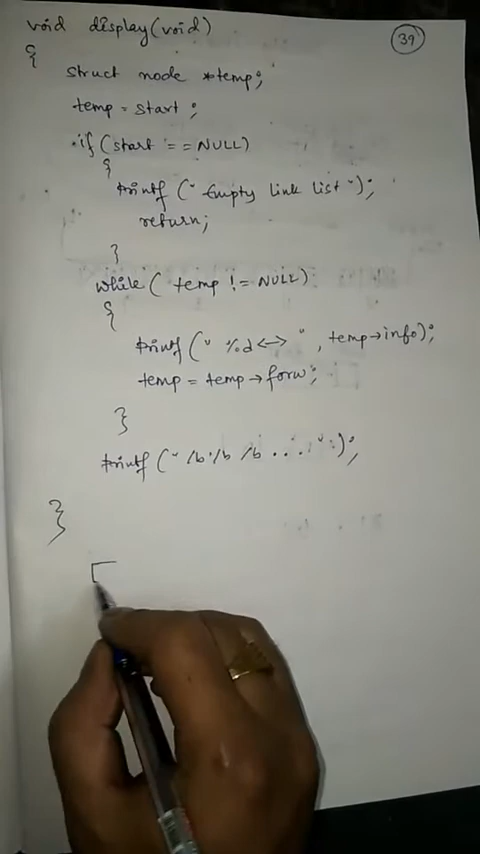 void display(void)
39
{
struct node *temp;
temp = start ;
if (start == NULL)
{
printf (" Empty link list ");
return;
}
while ( temp != NULL)
{
printf (" %d<-> " , temp→info);
temp = temp→forw;
}
printf (" /b /b /b . . . . " );
}